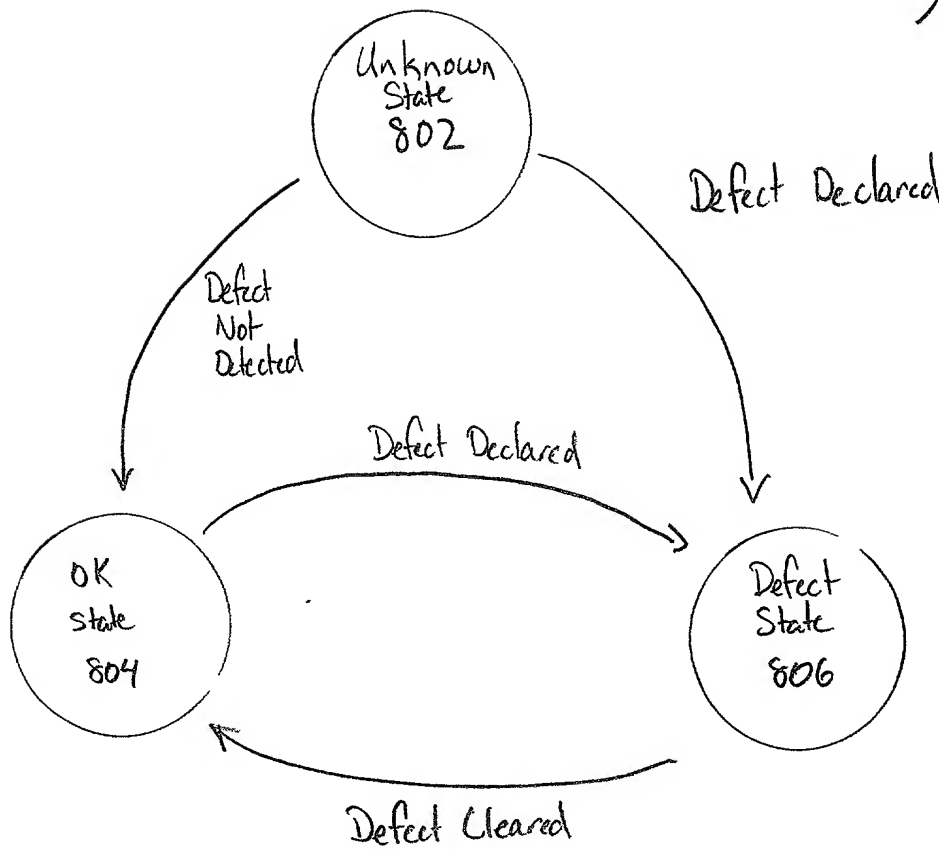 Unknown
State
802
Defect Declared
Defect
Not
Detected
Defect Declared
OK
State
804
Defect
State
806
Defect Cleared